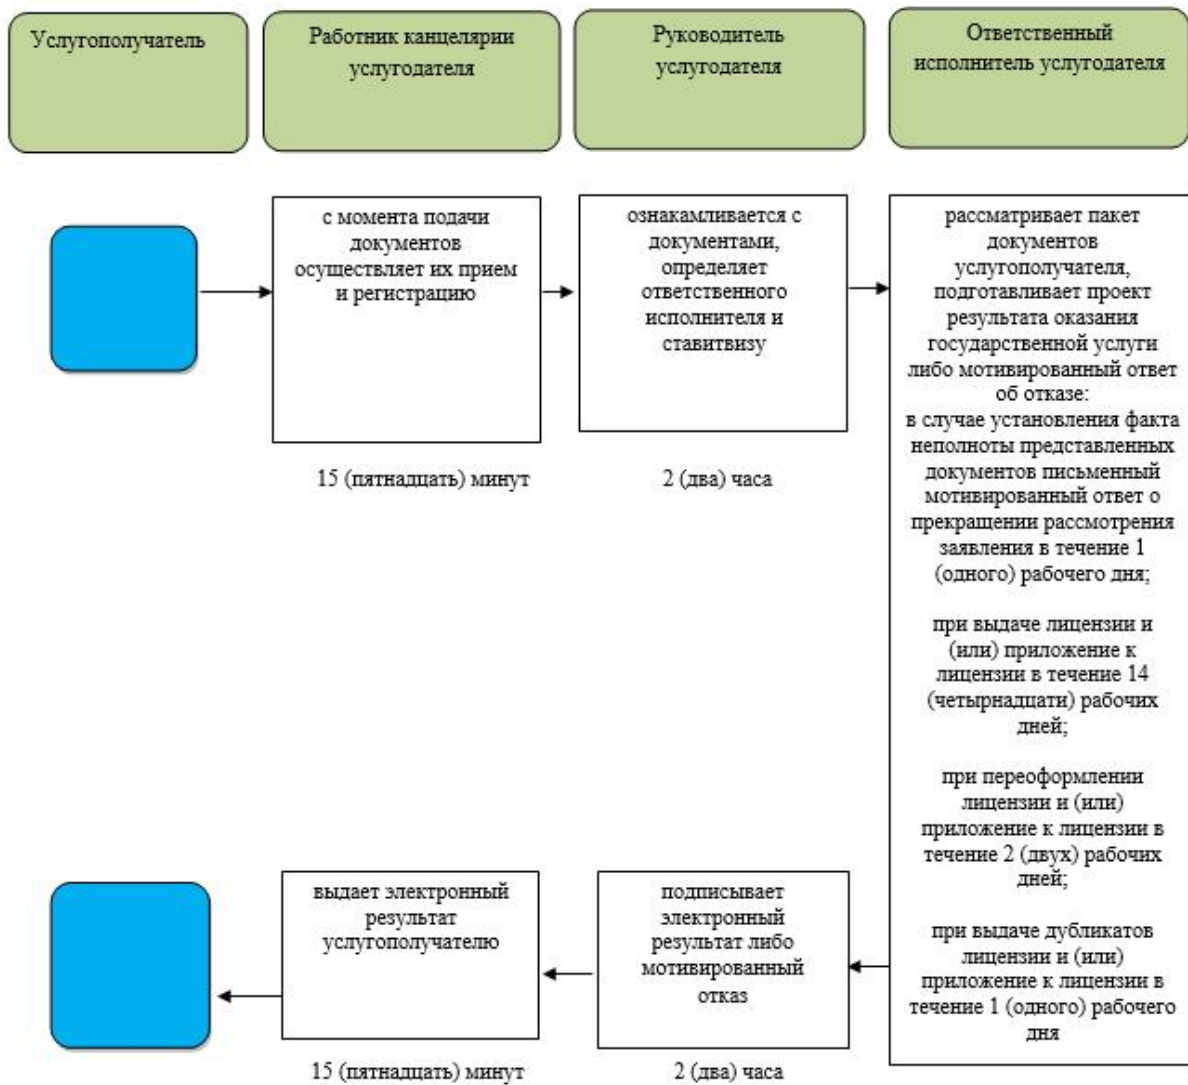 Услугополучатель
Работник канцелярии
услугодателя
Руководитель
услугодателя
Ответственный
исполнитель услугодателя
с момента подачи
документов
осуществляет их прием
и регистрацию
15 (пятнадцать) минут
ознакамливается с
документами,
определяет
ответственного
исполнителя и
ставитвизу
2 (два) часа
рассматривает пакет
документов
услугополучателя,
подготавливает проект
результата оказания
государственной услуги
либо мотивированный ответ
об отказе:
в случае установления факта
неполноты представленных
документов письменный
мотивированный ответ о
прекращении рассмотрения
заявления в течение 1
(одного) рабочего дня;
при выдаче лицензии и
(или) приложение к
лицензии в течение 14
(четырнадцати) рабочих
дней;
при переоформлении
лицензии и (или)
приложение к лицензии в
течение 2 (двух) рабочих
дней;
при выдаче дубликатов
лицензии и (или)
приложение к лицензии в
течение 1 (одного) рабочего
дня
подписывает
электронный
результат либо
мотивированный
отказ
2 (два) часа
выдает электронный
результат
услугополучателю
15 (пятнадцать) минут